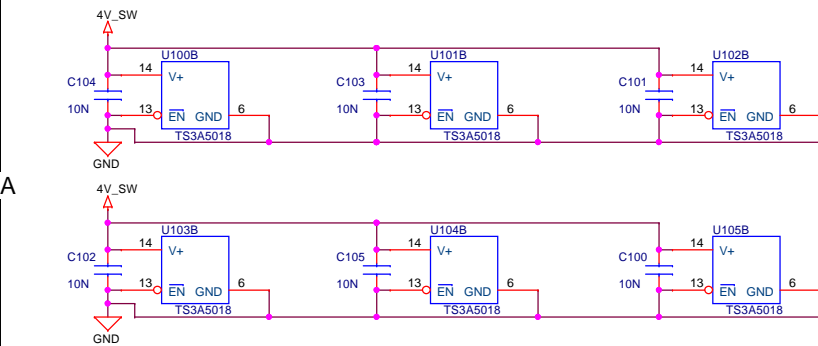 4V_SW
U100B
U101B
U102B
C104
14
V+
C103
14
V+
C101
14
V+
10N
13
EN GND
6
10N
13
EN GND
6
10N
13
EN GND
6
TS3A5018
TS3A5018
TS3A5018
GND
A
4V_SW
U103B
U104B
U105B
C102
14
V+
C105
14
V+
C100
14
V+
10N
13
EN GND
6
10N
13
EN GND
6
10N
13
EN GND
6
TS3A5018
TS3A5018
TS3A5018
GND